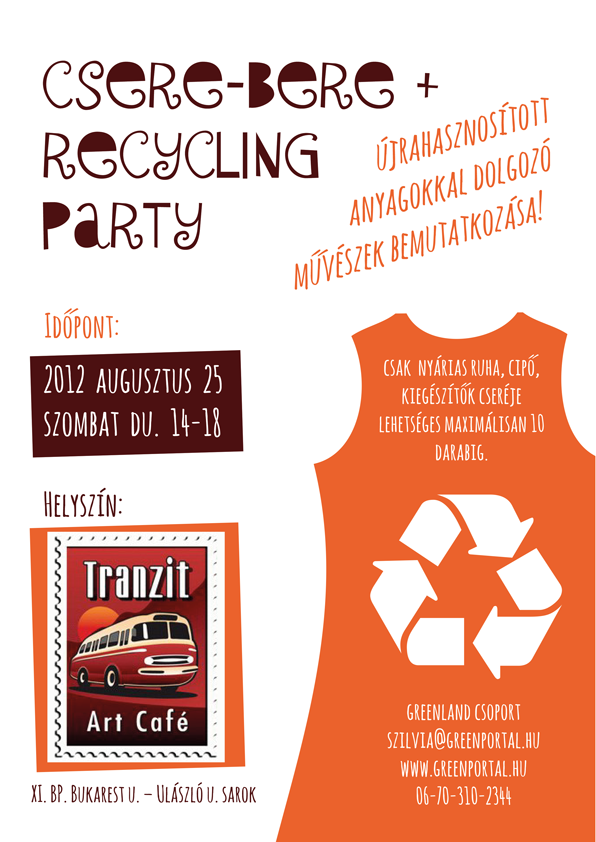 Csere-Bere +
Recycling
Party
újrahasznosított
anyagokkal dolgozó
művészek bemutatkozása!
Időpont:
2012 augusztus 25
szombat du. 14-18
Csak nyárias ruha, cipő,
kiegészítők cseréje
lehetséges maximálisan 10
darabig.
Helyszín:
Tranzit
Art Café
XI. BP. Bukarest u. – Ulászló u. sarok
Greenland csoport
szilvia@greenportal.hu
www.greenportal.hu
06-70-310-2344